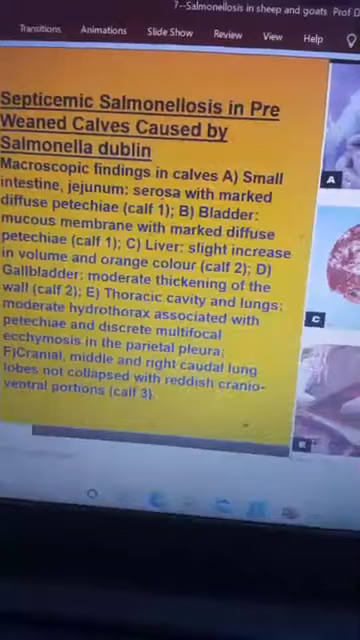 7--Salmonellosis in sheep and goats Prof D
Transitions Animations Slide Show Review View Help
Septicemic Salmonellosis in Pre
Weaned Calves Caused by
Salmonella dublin
Macroscopic findings in calves A) Small
intestine, jejunum: serosa with marked
diffuse petechiae (calf 1); B) Bladder:
mucous membrane with marked diffuse
petechiae (calf 1); C) Liver: slight increase
in volume and orange colour (calf 2); D)
Gallbladder: moderate thickening of the
wall (calf 2); E) Thoracic cavity and lungs:
moderate hydrothorax associated with
petechiae and discrete multifocal
ecchymosis in the parietal pleura;
F)Cranial, middle and right caudal lung
lobes not collapsed with reddish cranio-
ventral portions (calf 3).
A
C
E